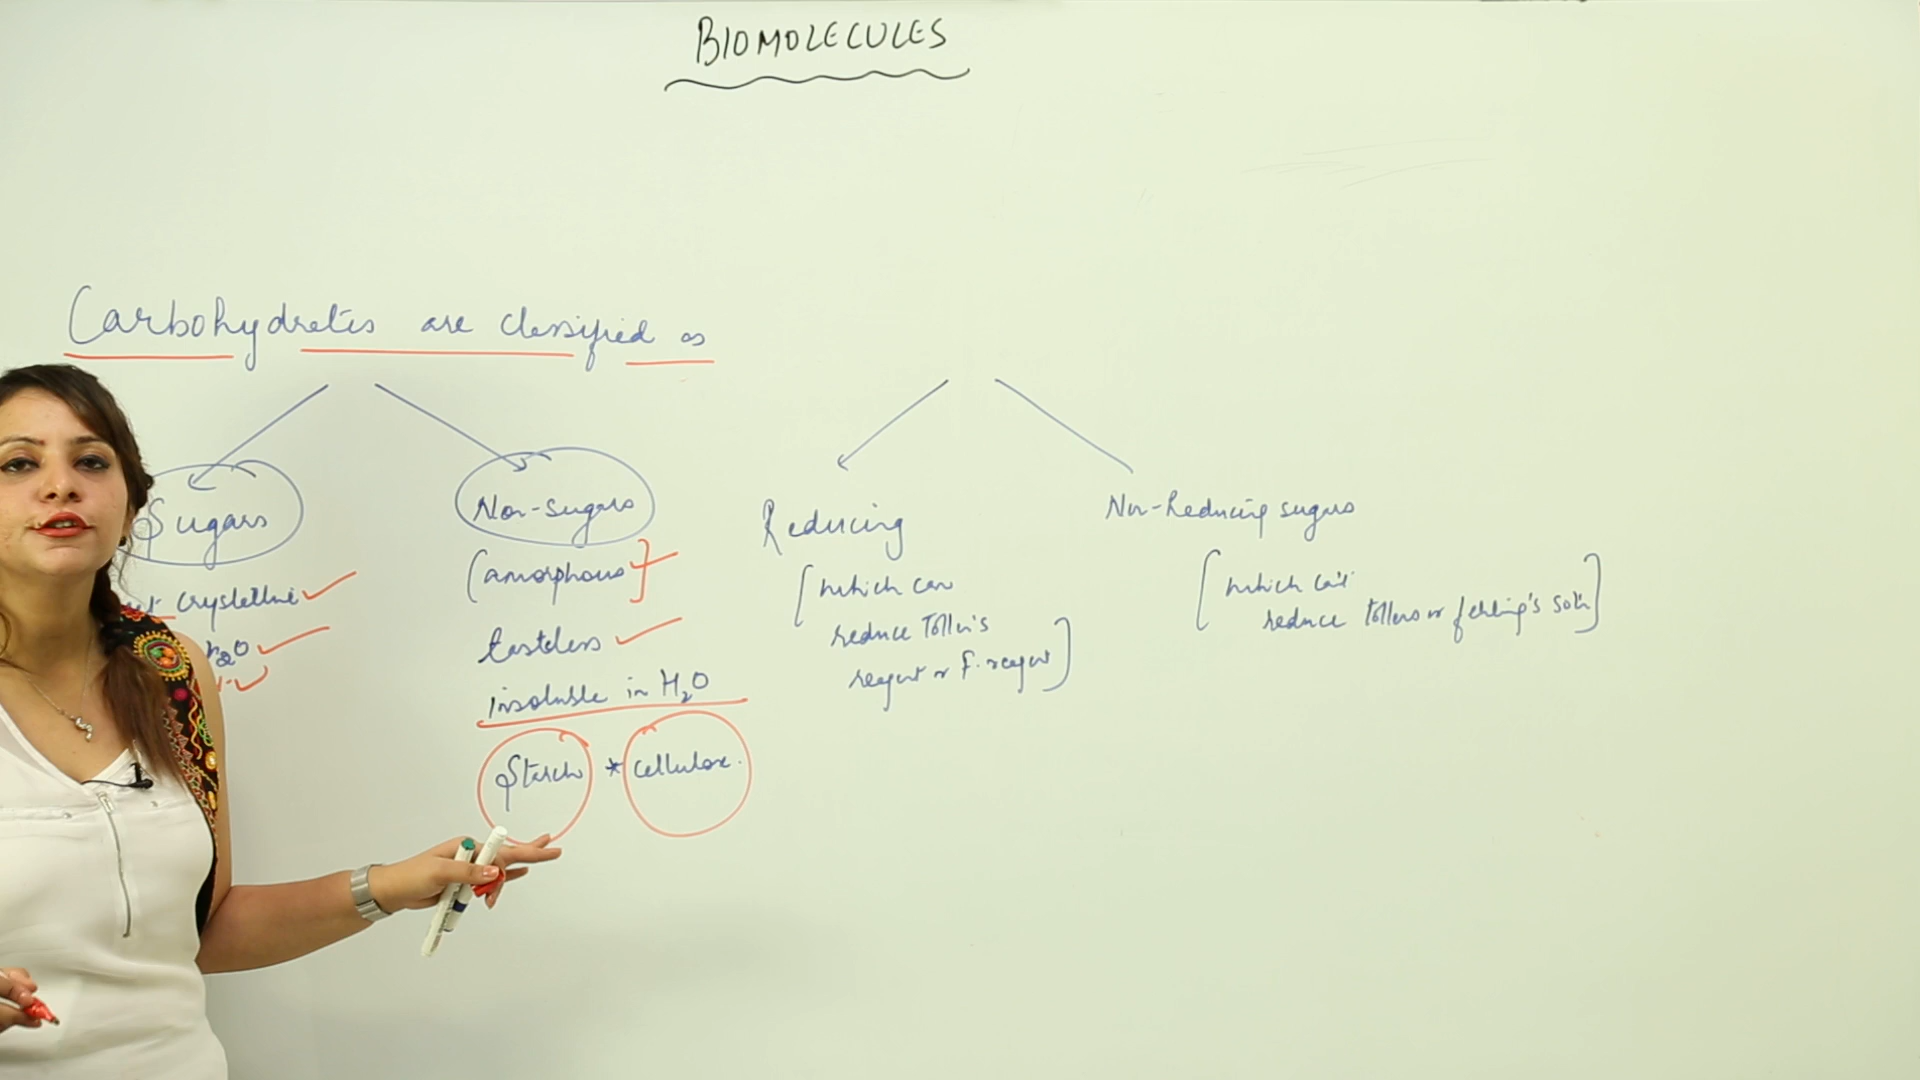 BIOMOLECULES
Carbohydrates are classified as
Sugars
crystalline
H2O
Non-Sugars
(amorphous]
tasteless
insoluble in H2O
Starch * cellulose.
Reducing
[which can
reduce Tollen's
reagent or F. reagent]
Non-Reducing sugars
[which can't
reduce Tollens or fehling's soln]